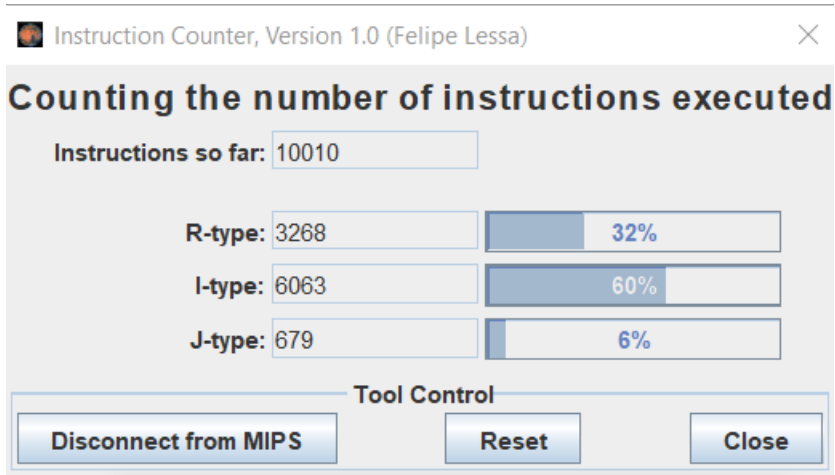 Instruction Counter, Version 1.0 (Felipe Lessa)
Counting the number of instructions executed
Instructions so far: 10010
R-type: 3268 32%
I-type: 6063 60%
J-type: 679 6%
Tool Control
Disconnect from MIPS Reset Close